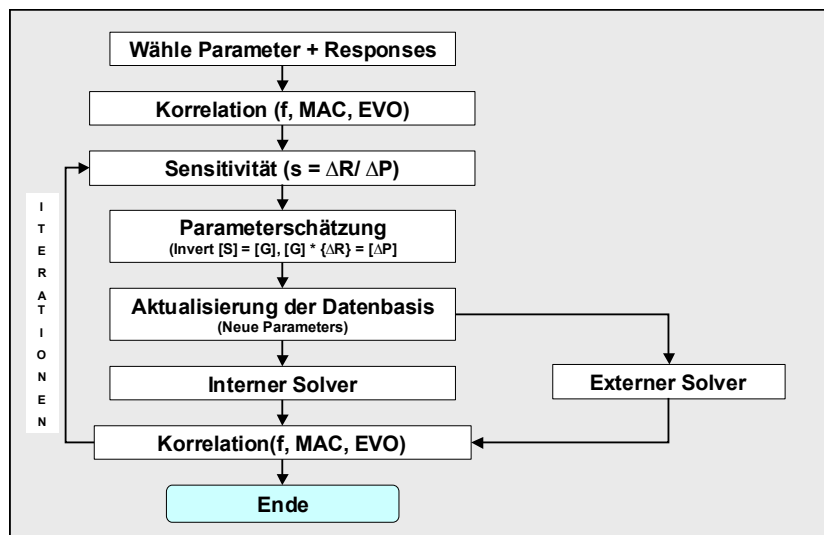 Wähle Parameter + Responses
Korrelation (f, MAC, EVO)
Sensitivität (s = ∆R/ ∆P)
Parameterschätzung
(Invert [S] = [G], [G] * {∆R} = [∆P]
Aktualisierung der Datenbasis
(Neue Parameters)
Interner Solver
Externer Solver
Korrelation(f, MAC, EVO)
Ende
ITERATIONEN